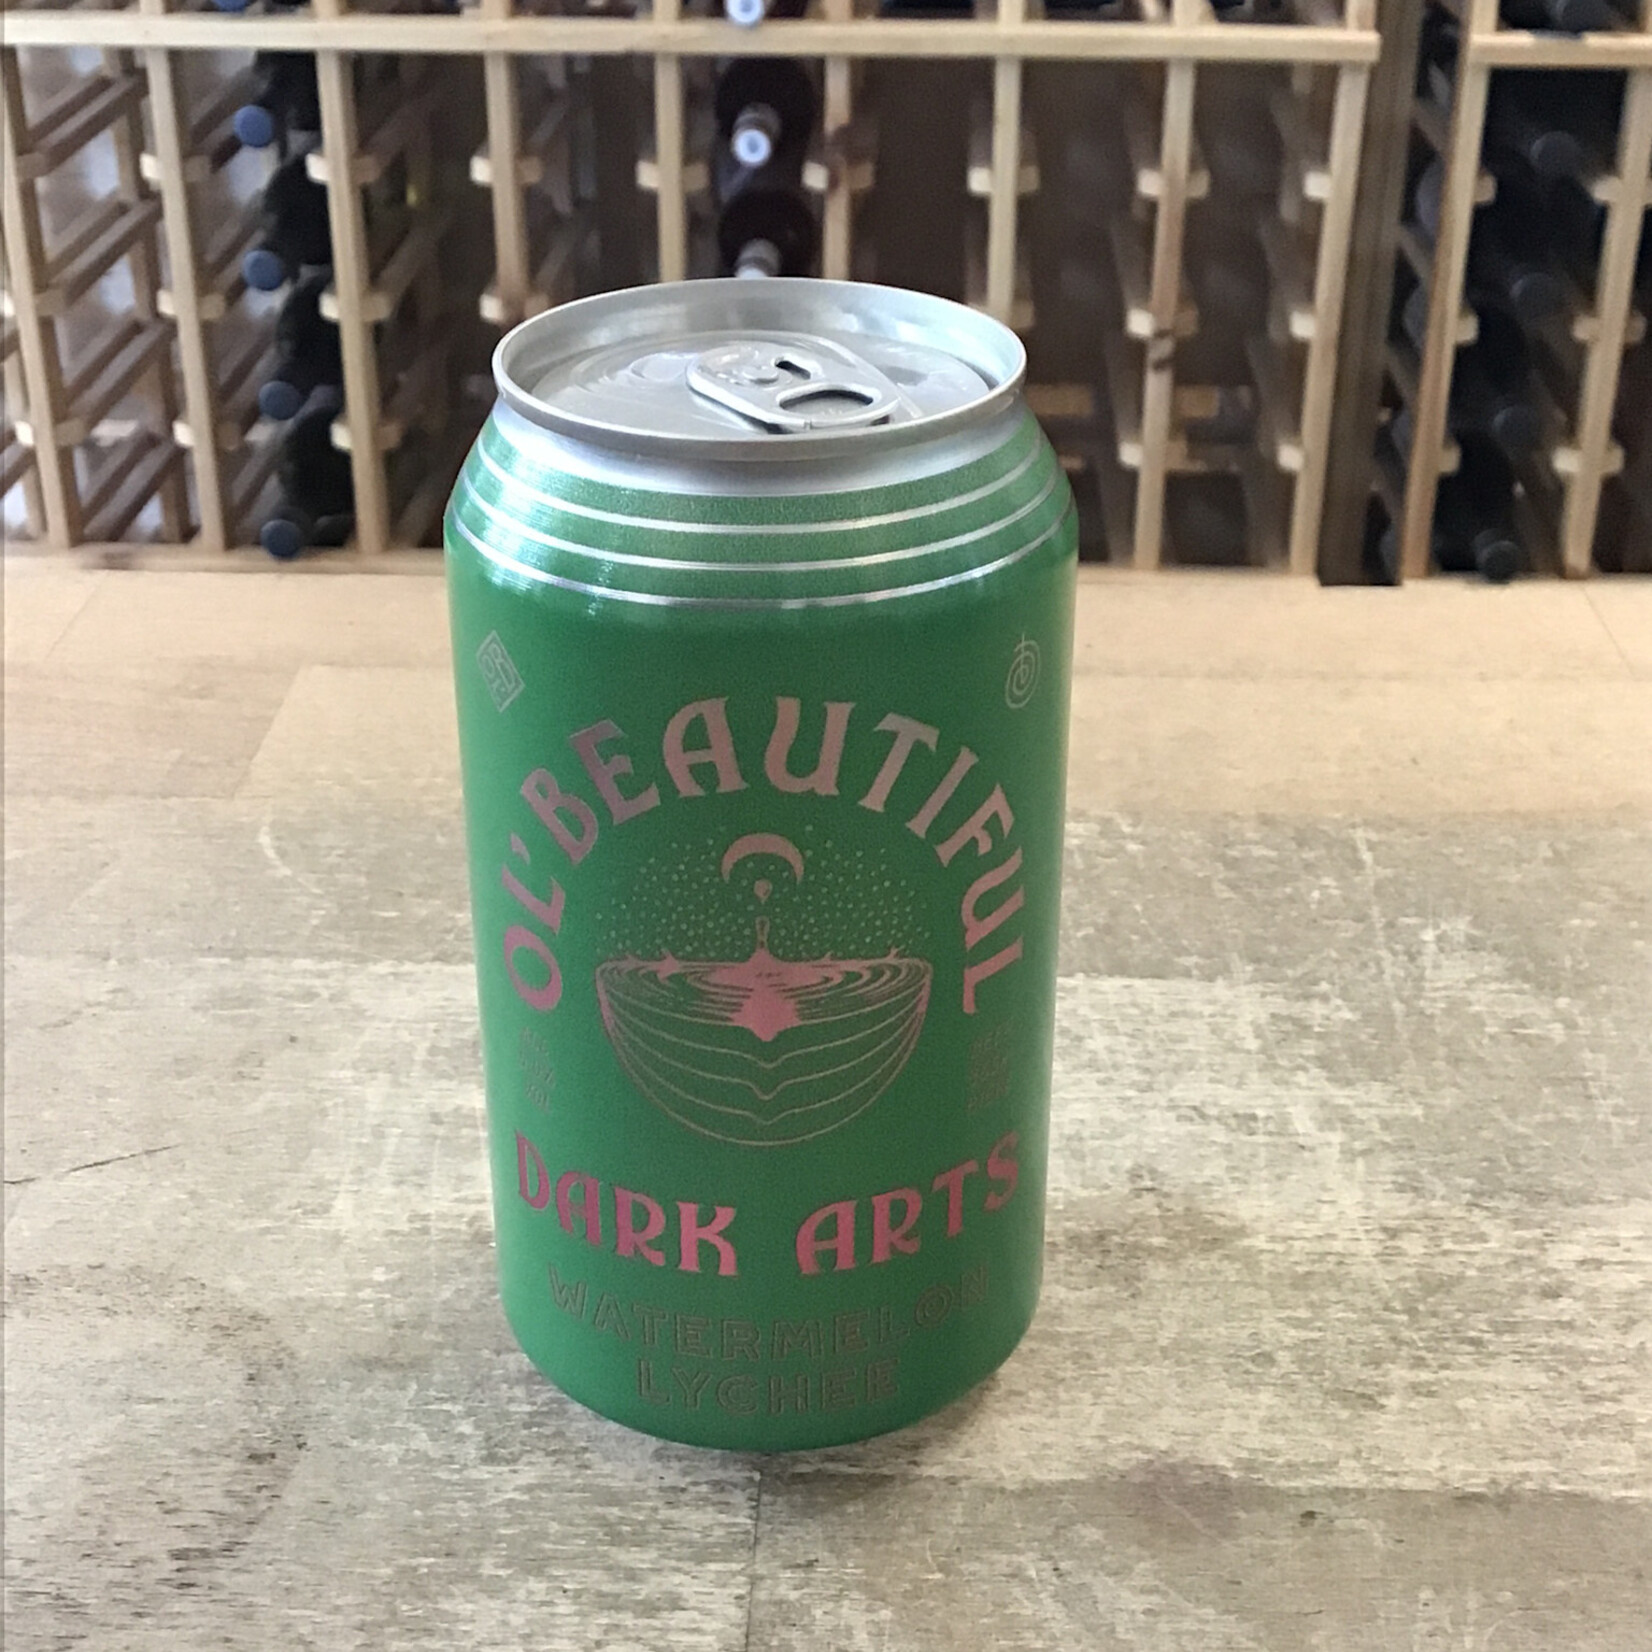 OL' BEAUTIFUL
DARK ARTS
WATERMELON
LYCHEE